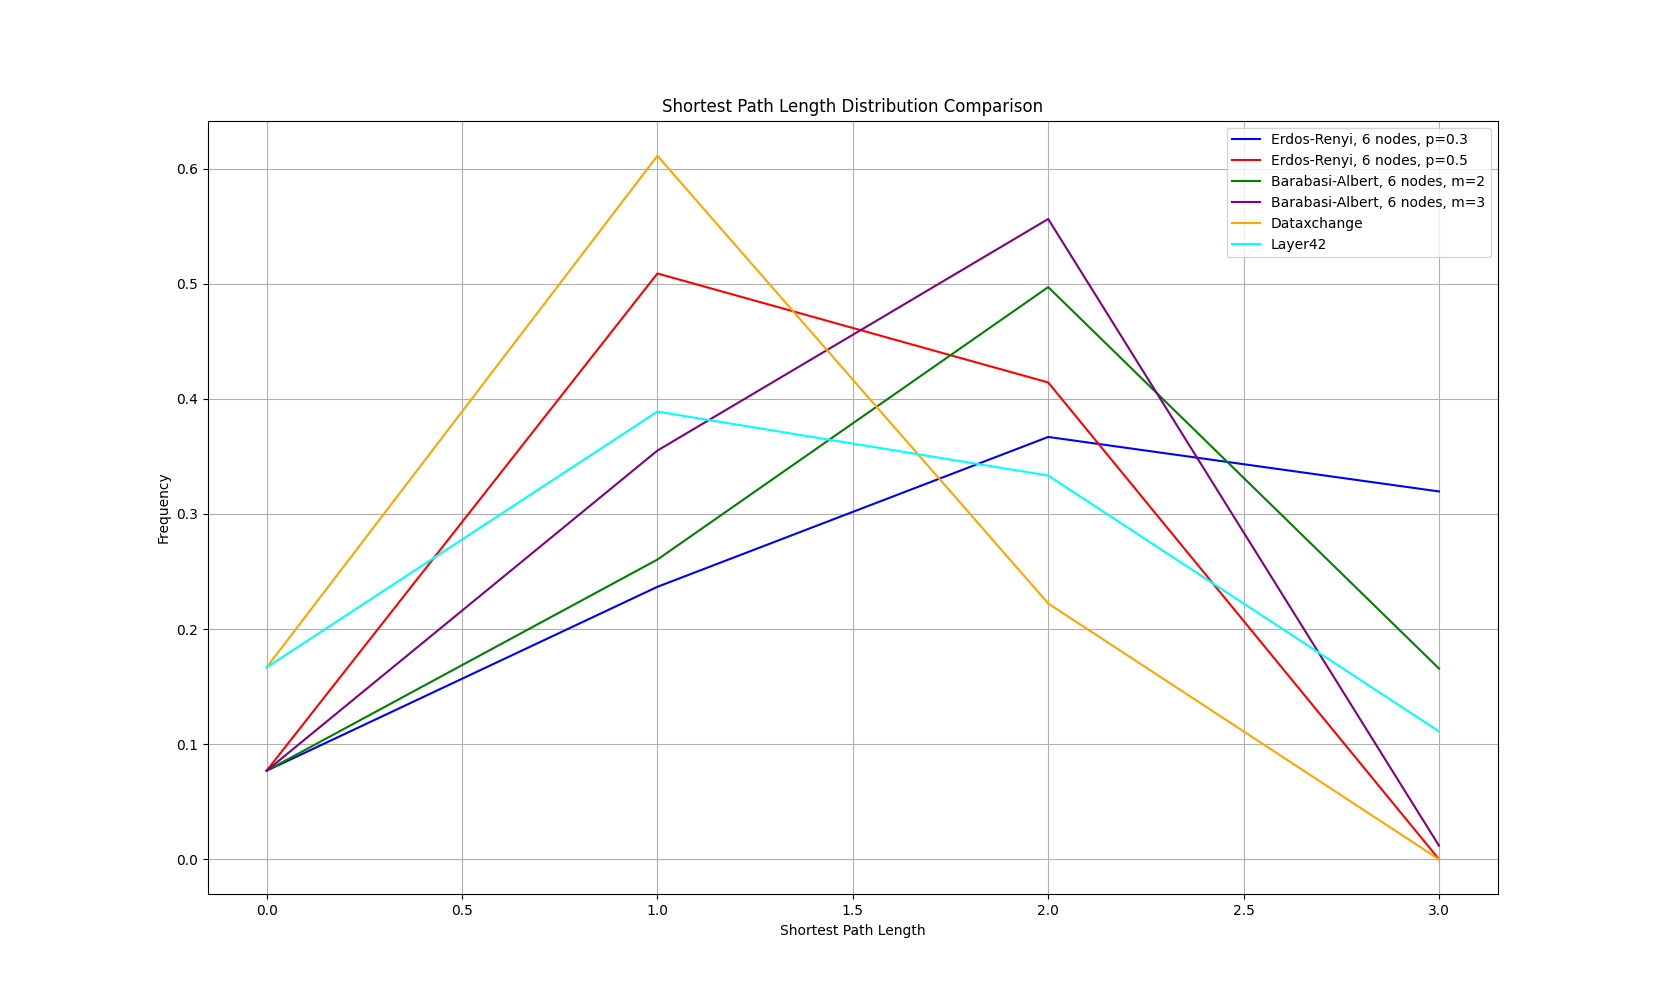 Shortest Path Length Distribution Comparison
Erdos-Renyi, 6 nodes, p=0.3
Erdos-Renyi, 6 nodes, p=0.5
Barabasi-Albert, 6 nodes, m=2
Barabasi-Albert, 6 nodes, m=3
Dataxchange
Layer42
Frequency
0.6
0.5
0.4
0.3
0.2
0.1
0.0
0.0 0.5 1.0 1.5 2.0 2.5 3.0
Shortest Path Length